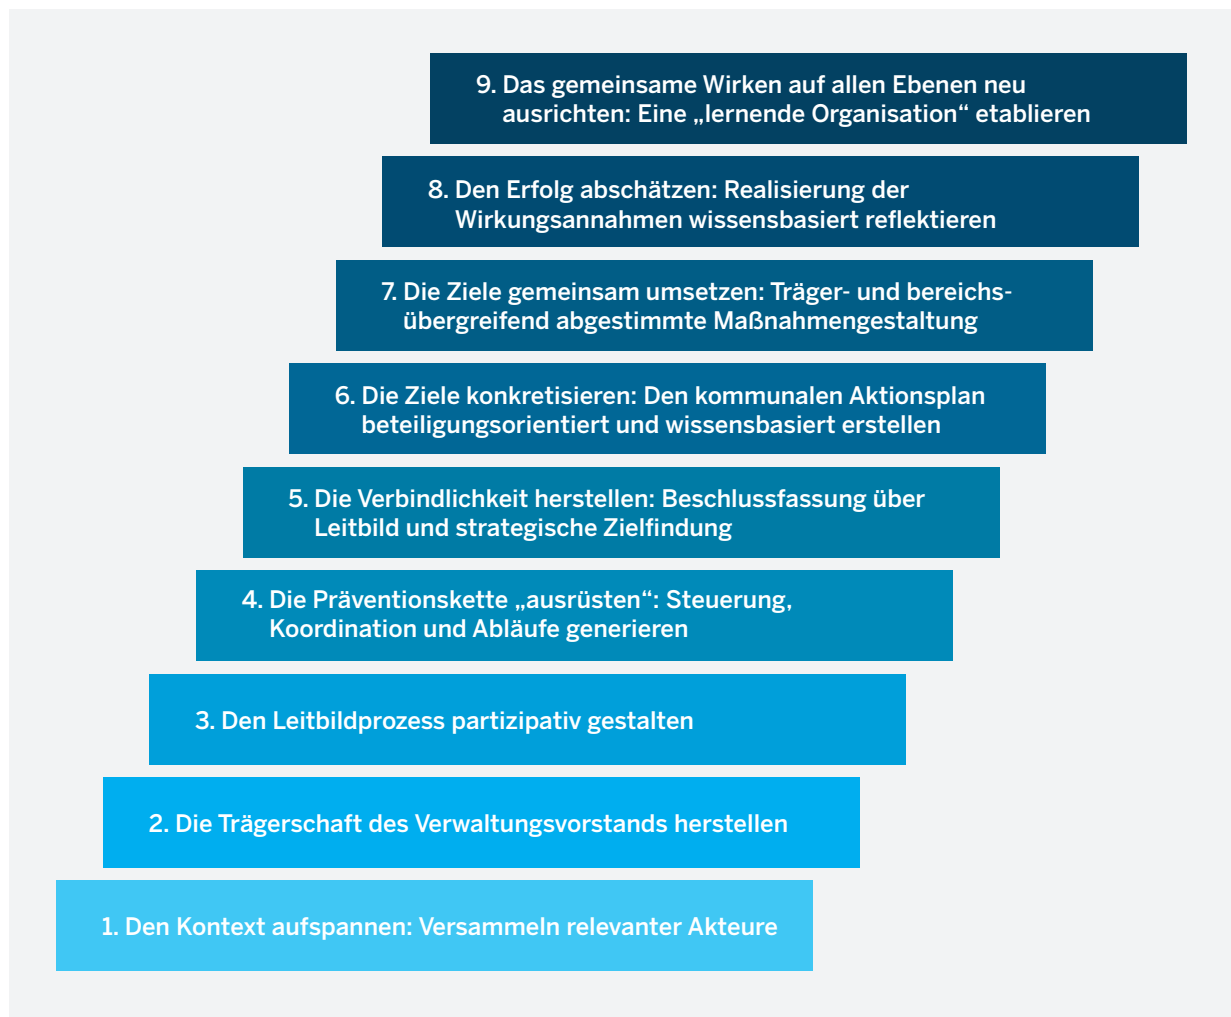 9. Das gemeinsame Wirken auf allen Ebenen neu
ausrichten: Eine „lernende Organisation“ etablieren
8. Den Erfolg abschätzen: Realisierung der
Wirkungsannahmen wissensbasiert reflektieren
7. Die Ziele gemeinsam umsetzen: Träger- und bereichs-
übergreifend abgestimmte Maßnahmengestaltung
6. Die Ziele konkretisieren: Den kommunalen Aktionsplan
beteiligungsorientiert und wissensbasiert erstellen
5. Die Verbindlichkeit herstellen: Beschlussfassung über
Leitbild und strategische Zielfindung
4. Die Präventionskette „ausrüsten“: Steuerung,
Koordination und Abläufe generieren
3. Den Leitbildprozess partizipativ gestalten
2. Die Trägerschaft des Verwaltungsvorstands herstellen
1. Den Kontext aufspannen: Versammeln relevanter Akteure